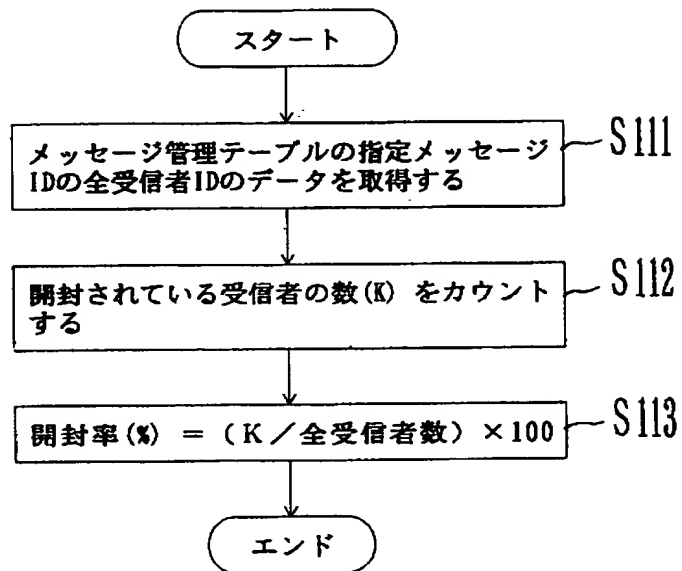 スタート
メッセージ管理テーブルの指定メッセージ
IDの全受信者IDのデータを取得する
S111
開封されている受信者の数(K) をカウント
する
S112
開封率(%) = (K/全受信者数) ×100
S113
エンド